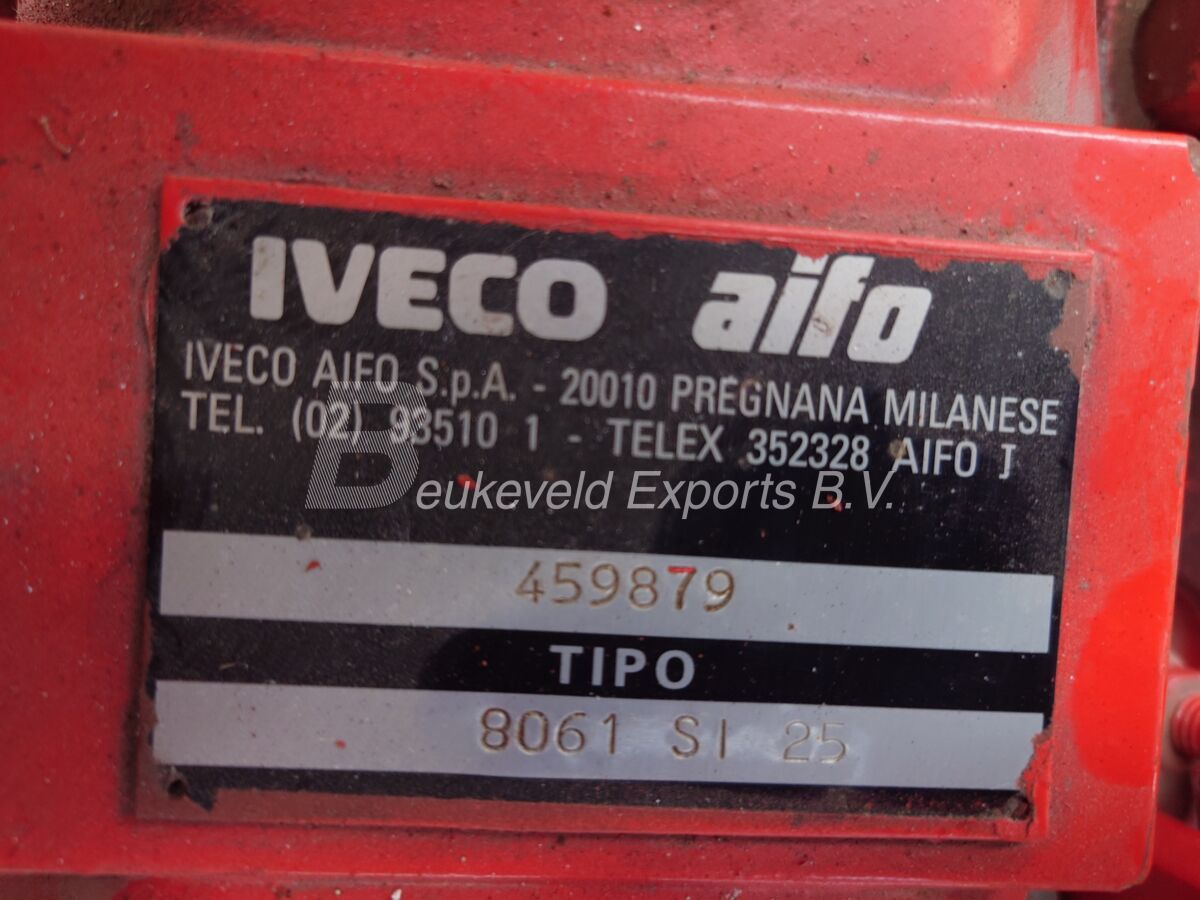 IVECO aifo
IVECO AIFO S.p.A. - 20010 PREGNANA MILANESE
TEL. (02) 93510 1 - TELEX 352328 AIFO J
Beukeveld Exports B.V.
459879
TIPO
8061 SI 25